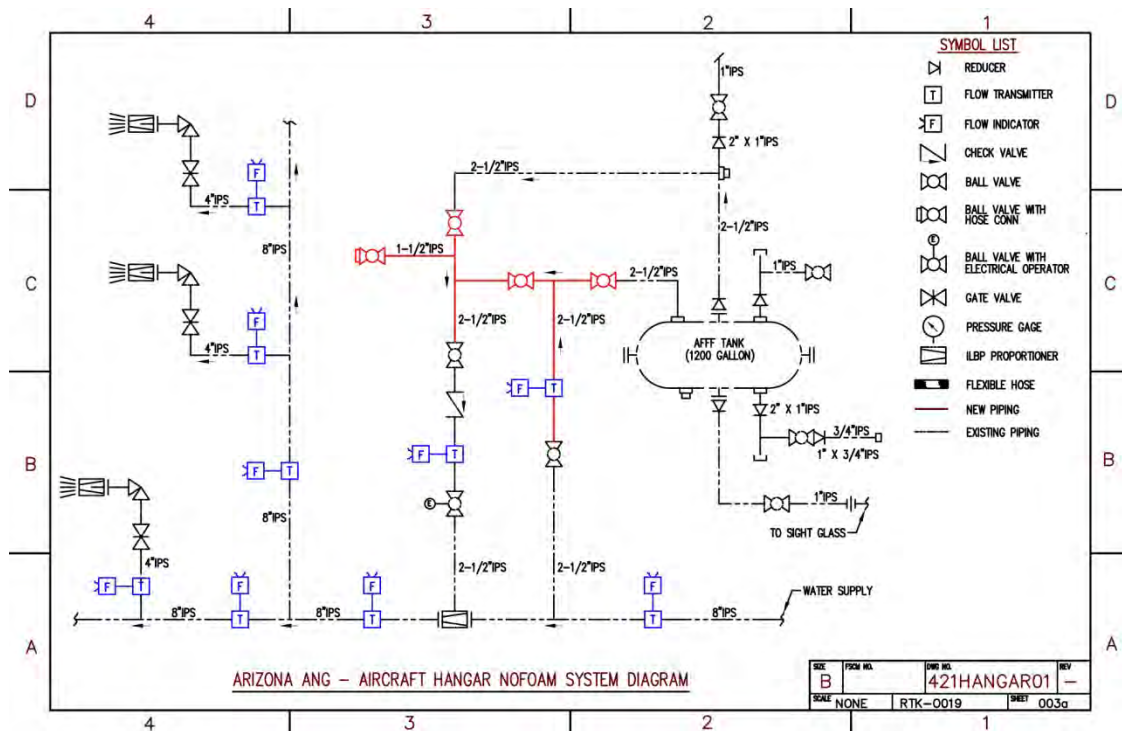 4
3
2
1
D
C
B
A
D
C
B
A
SYMBOL LIST
REDUCER
T
FLOW TRANSMITTER
F
FLOW INDICATOR
CHECK VALVE
BALL VALVE
BALL VALVE WITH
HOSE CONN
E
BALL VALVE WITH
ELECTRICAL OPERATOR
GATE VALVE
PRESSURE GAGE
ILBP PROPORTIONER
FLEXIBLE HOSE
NEW PIPING
EXISTING PIPING
1"IPS
2" X 1"IPS
2-1/2"IPS
2-1/2"IPS
F
T
4"IPS
8"IPS
1-1/2"IPS
2-1/2"IPS
1"IPS
F
T
4"IPS
2-1/2"IPS
2-1/2"IPS
AFFF TANK
(1200 GALLON)
F
T
2" X 1"IPS
3/4"IPS
1" X 3/4"IPS
F
T
F
T
E
1"IPS
TO SIGHT GLASS
8"IPS
4"IPS
F
T
2-1/2"IPS
2-1/2"IPS
F
T
F
T
F
T
8"IPS
8"IPS
8"IPS
WATER SUPPLY
ARIZONA ANG - AIRCRAFT HANGAR NOFOAM SYSTEM DIAGRAM
SIZE
B
FSCM NO.
DWG NO.
421HANGAR01
REV
-
SCALE
NONE
RTK-0019
SHEET
003a
4
3
2
1